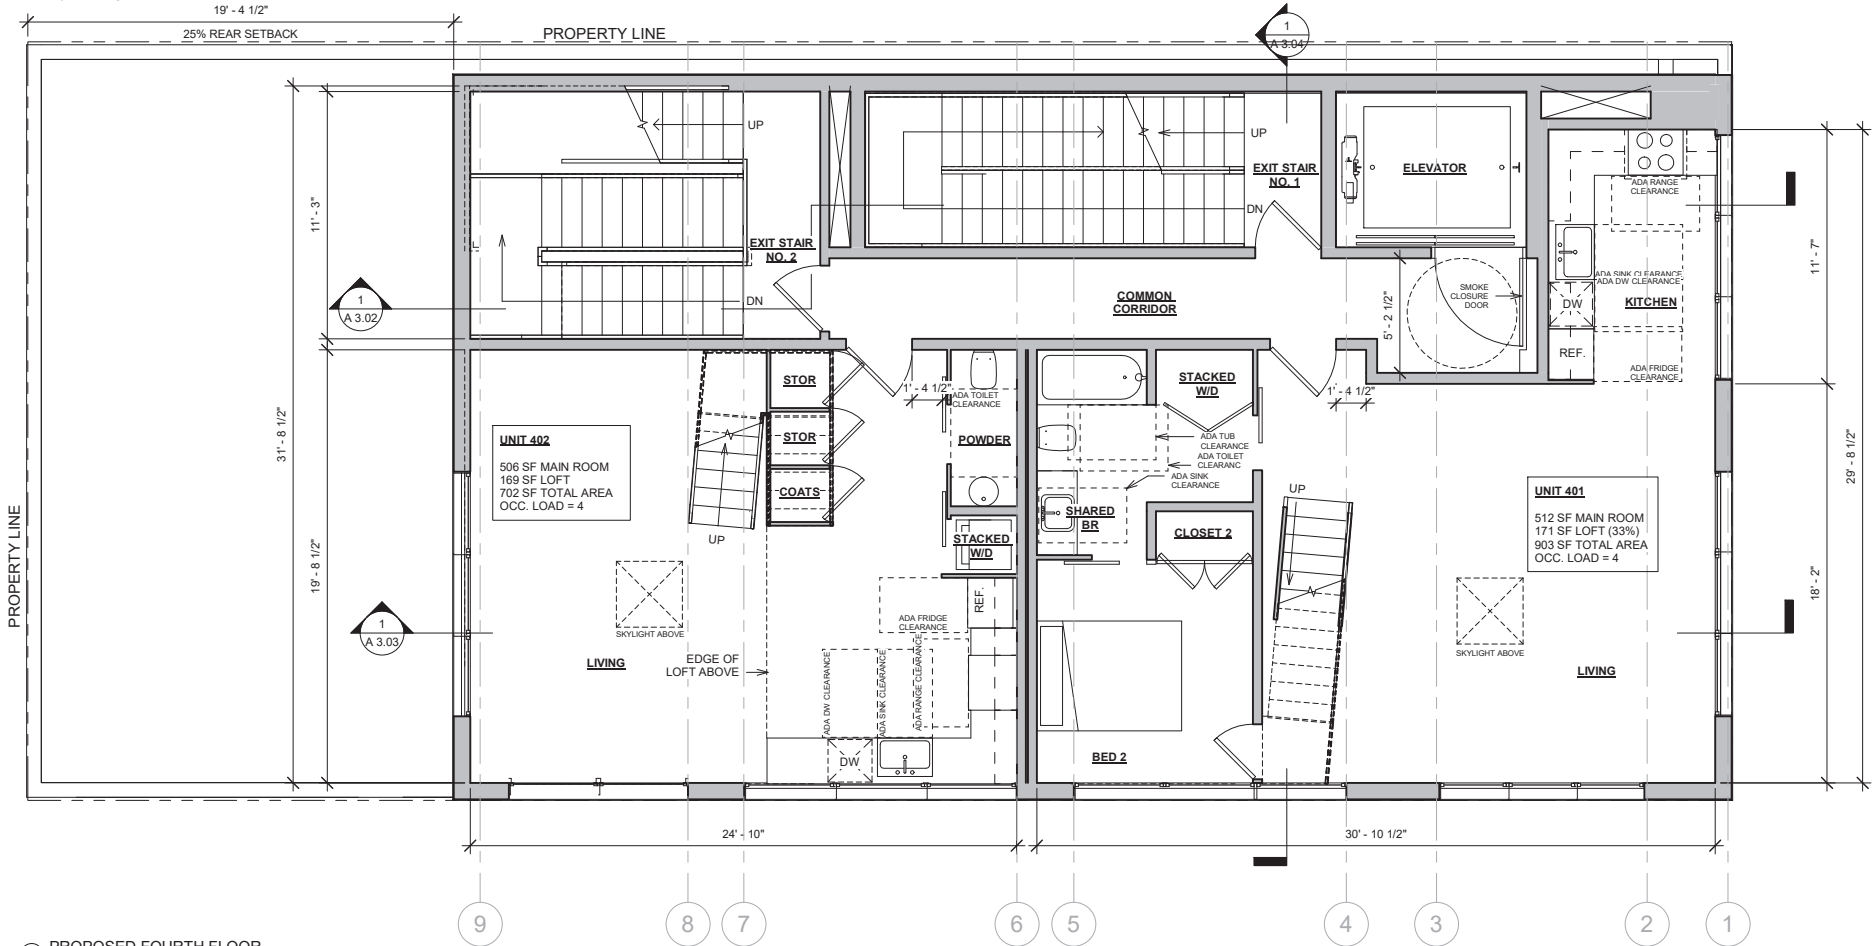 19' - 4 1/2"
25% REAR SETBACK
PROPERTY LINE
1
A 3.04
UP
UP
EXIT STAIR
NO. 1
ELEVATOR
ADA RANGE
CLEARANCE
11' - 3"
DN
EXIT STAIR
NO. 2
DN
1
A 3.02
COMMON
CORRIDOR
5' - 2 1/2"
SMOKE
CLOSURE
DOOR
ADA SINK CLEARANCE
ADA DW CLEARANCE
DW
KITCHEN
REF.
ADA FRIDGE
CLEARANCE
11' - 7"
31' - 8 1/2"
29' - 8 1/2"
STOR
STOR
COATS
1' - 4 1/2"
ADA TOILET
CLEARANCE
POWDER
STACKED
W/D
1' - 4 1/2"
ADA TUB
CLEARANCE
ADA TOILET
CLEARANC
ADA SINK
CLEARANCE
UNIT 402
506 SF MAIN ROOM
169 SF LOFT
702 SF TOTAL AREA
OCC. LOAD = 4
UP
STACKED
W/D
SHARED
BR
CLOSET 2
UP
UNIT 401
512 SF MAIN ROOM
171 SF LOFT (33%)
903 SF TOTAL AREA
OCC. LOAD = 4
PROPERTY LINE
19' - 8 1/2"
18' - 2"
SKYLIGHT ABOVE
1
A 3.03
LIVING
EDGE OF
LOFT ABOVE
ADA FRIDGE
CLEARANCE
REF.
ADA DW CLEARANCE
ADA SINK CLEARANCE
ADA RANGE CLEARANCE
DW
BED 2
SKYLIGHT ABOVE
LIVING
24' - 10"
30' - 10 1/2"
9
8
7
6
5
4
3
2
1
PROPOSED FOURTH FLOOR